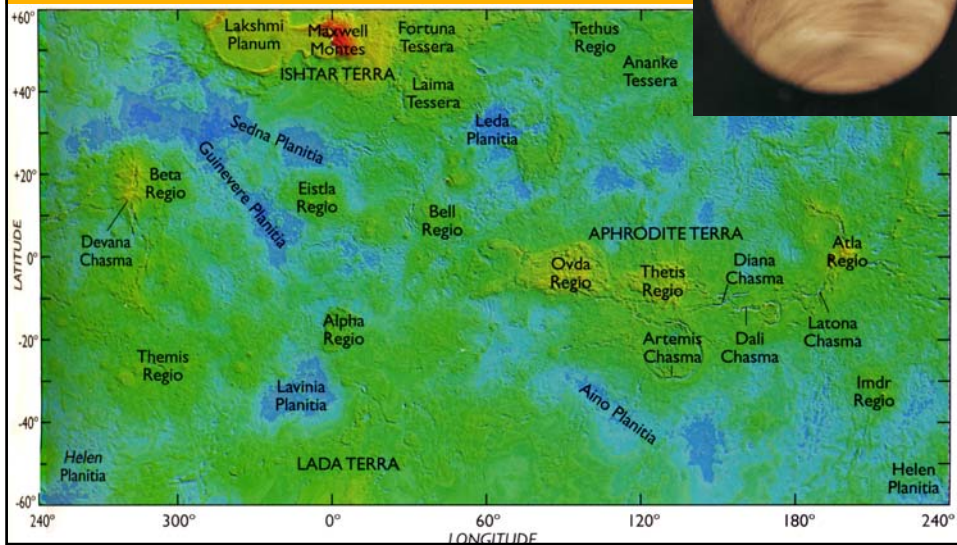 +60°
Lakshmi
Planum
Maxwell
Montes
Fortuna
Tessera
Tethus
Regio
Ananke
Tessera
ISHTAR TERRA
+40°
Laima
Tessera
Leda
Planitia
Sedna Planitia
Guinevere Planitia
+20°
Beta
Regio
Eistla
Regio
Bell
Regio
Devana
Chasma
APHRODITE TERRA
Atla
Regio
LATITUDE
0°
Ovda
Regio
Thetis
Regio
Diana
Chasma
Alpha
Regio
Artemis
Chasma
Dali
Chasma
Latona
Chasma
-20°
Themis
Regio
Lavinia
Planitia
Aino Planitia
Imdr
Regio
-40°
Helen
Planitia
LADA TERRA
Helen
Planitia
-60°
240°
300°
0°
60°
120°
180°
240°
LONGITUDE